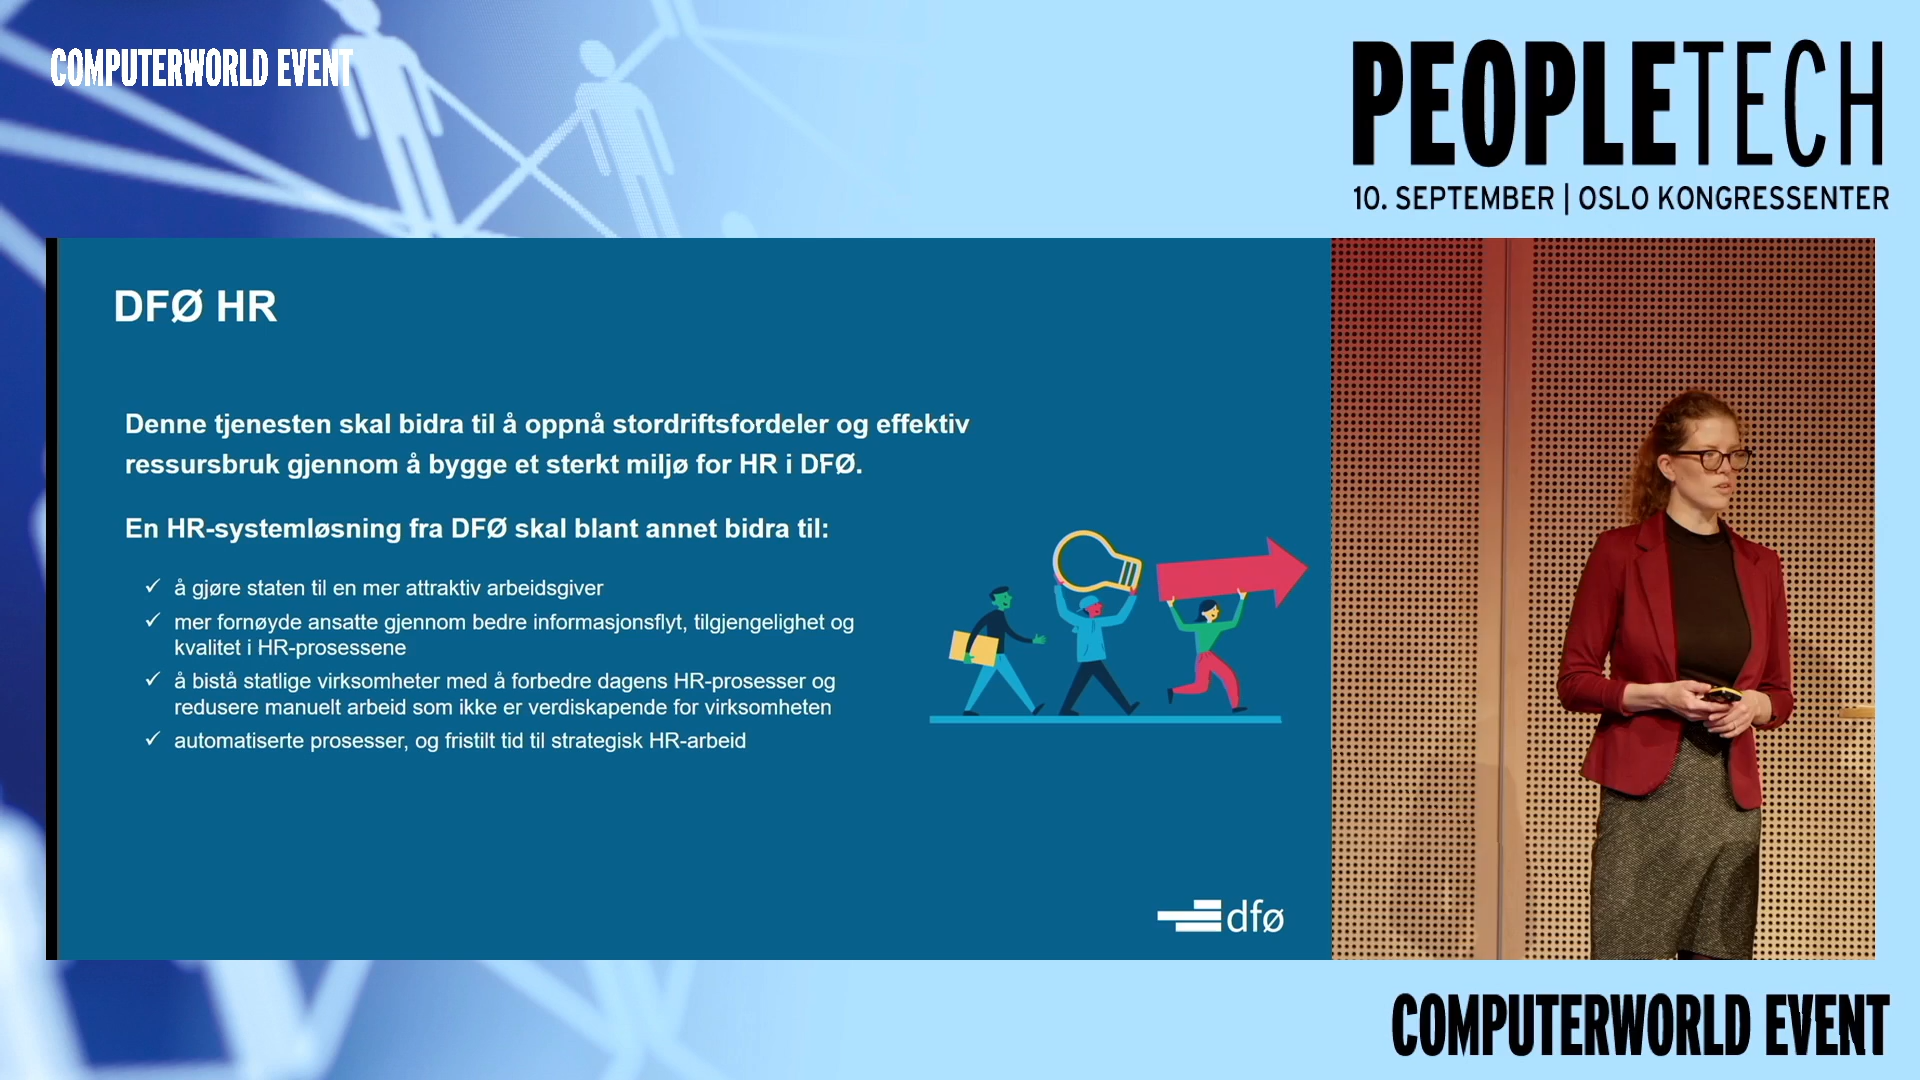 COMPUTERWORLD EVENT
PEOPLETECH
10. SEPTEMBER | OSLO KONGRESSENTER
DFØ HR
Denne tjenesten skal bidra til å oppnå stordriftsfordeler og effektiv
ressursbruk gjennom å bygge et sterkt miljø for HR i DFØ.
En HR-systemløsning fra DFØ skal blant annet bidra til:
✓ å gjøre staten til en mer attraktiv arbeidsgiver
✓ mer fornøyde ansatte gjennom bedre informasjonsflyt, tilgjengelighet og
kvalitet i HR-prosessene
✓ å bistå statlige virksomheter med å forbedre dagens HR-prosesser og
redusere manuelt arbeid som ikke er verdiskapende for virksomheten
✓ automatiserte prosesser, og fristilt tid til strategisk HR-arbeid
dfø
COMPUTERWORLD EVENT